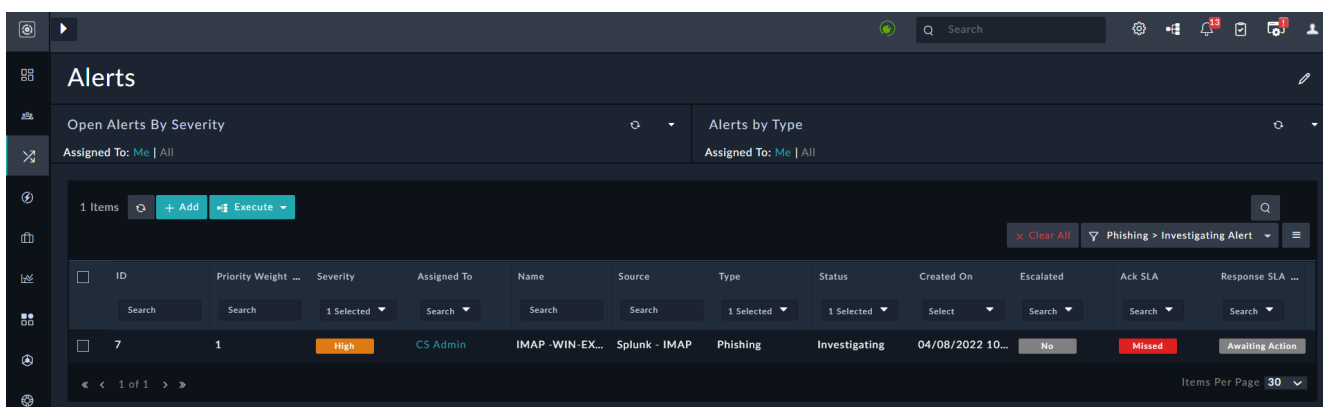 Search
13
!
Alerts
Open Alerts By Severity
Assigned To: Me | All
Alerts by Type
Assigned To: Me | All
1 Items + Add Execute
× Clear All Phishing > Investigating Alert
ID Priority Weight ... Severity Assigned To Name Source Type Status Created On Escalated Ack SLA Response SLA ...
Search Search 1 Selected Search Search Search 1 Selected 1 Selected Select Search Search Search
7 1 High CS Admin IMAP -WIN-EX... Splunk - IMAP Phishing Investigating 04/08/2022 10... No Missed Awaiting Action
« < 1 of 1 > » Items Per Page 30